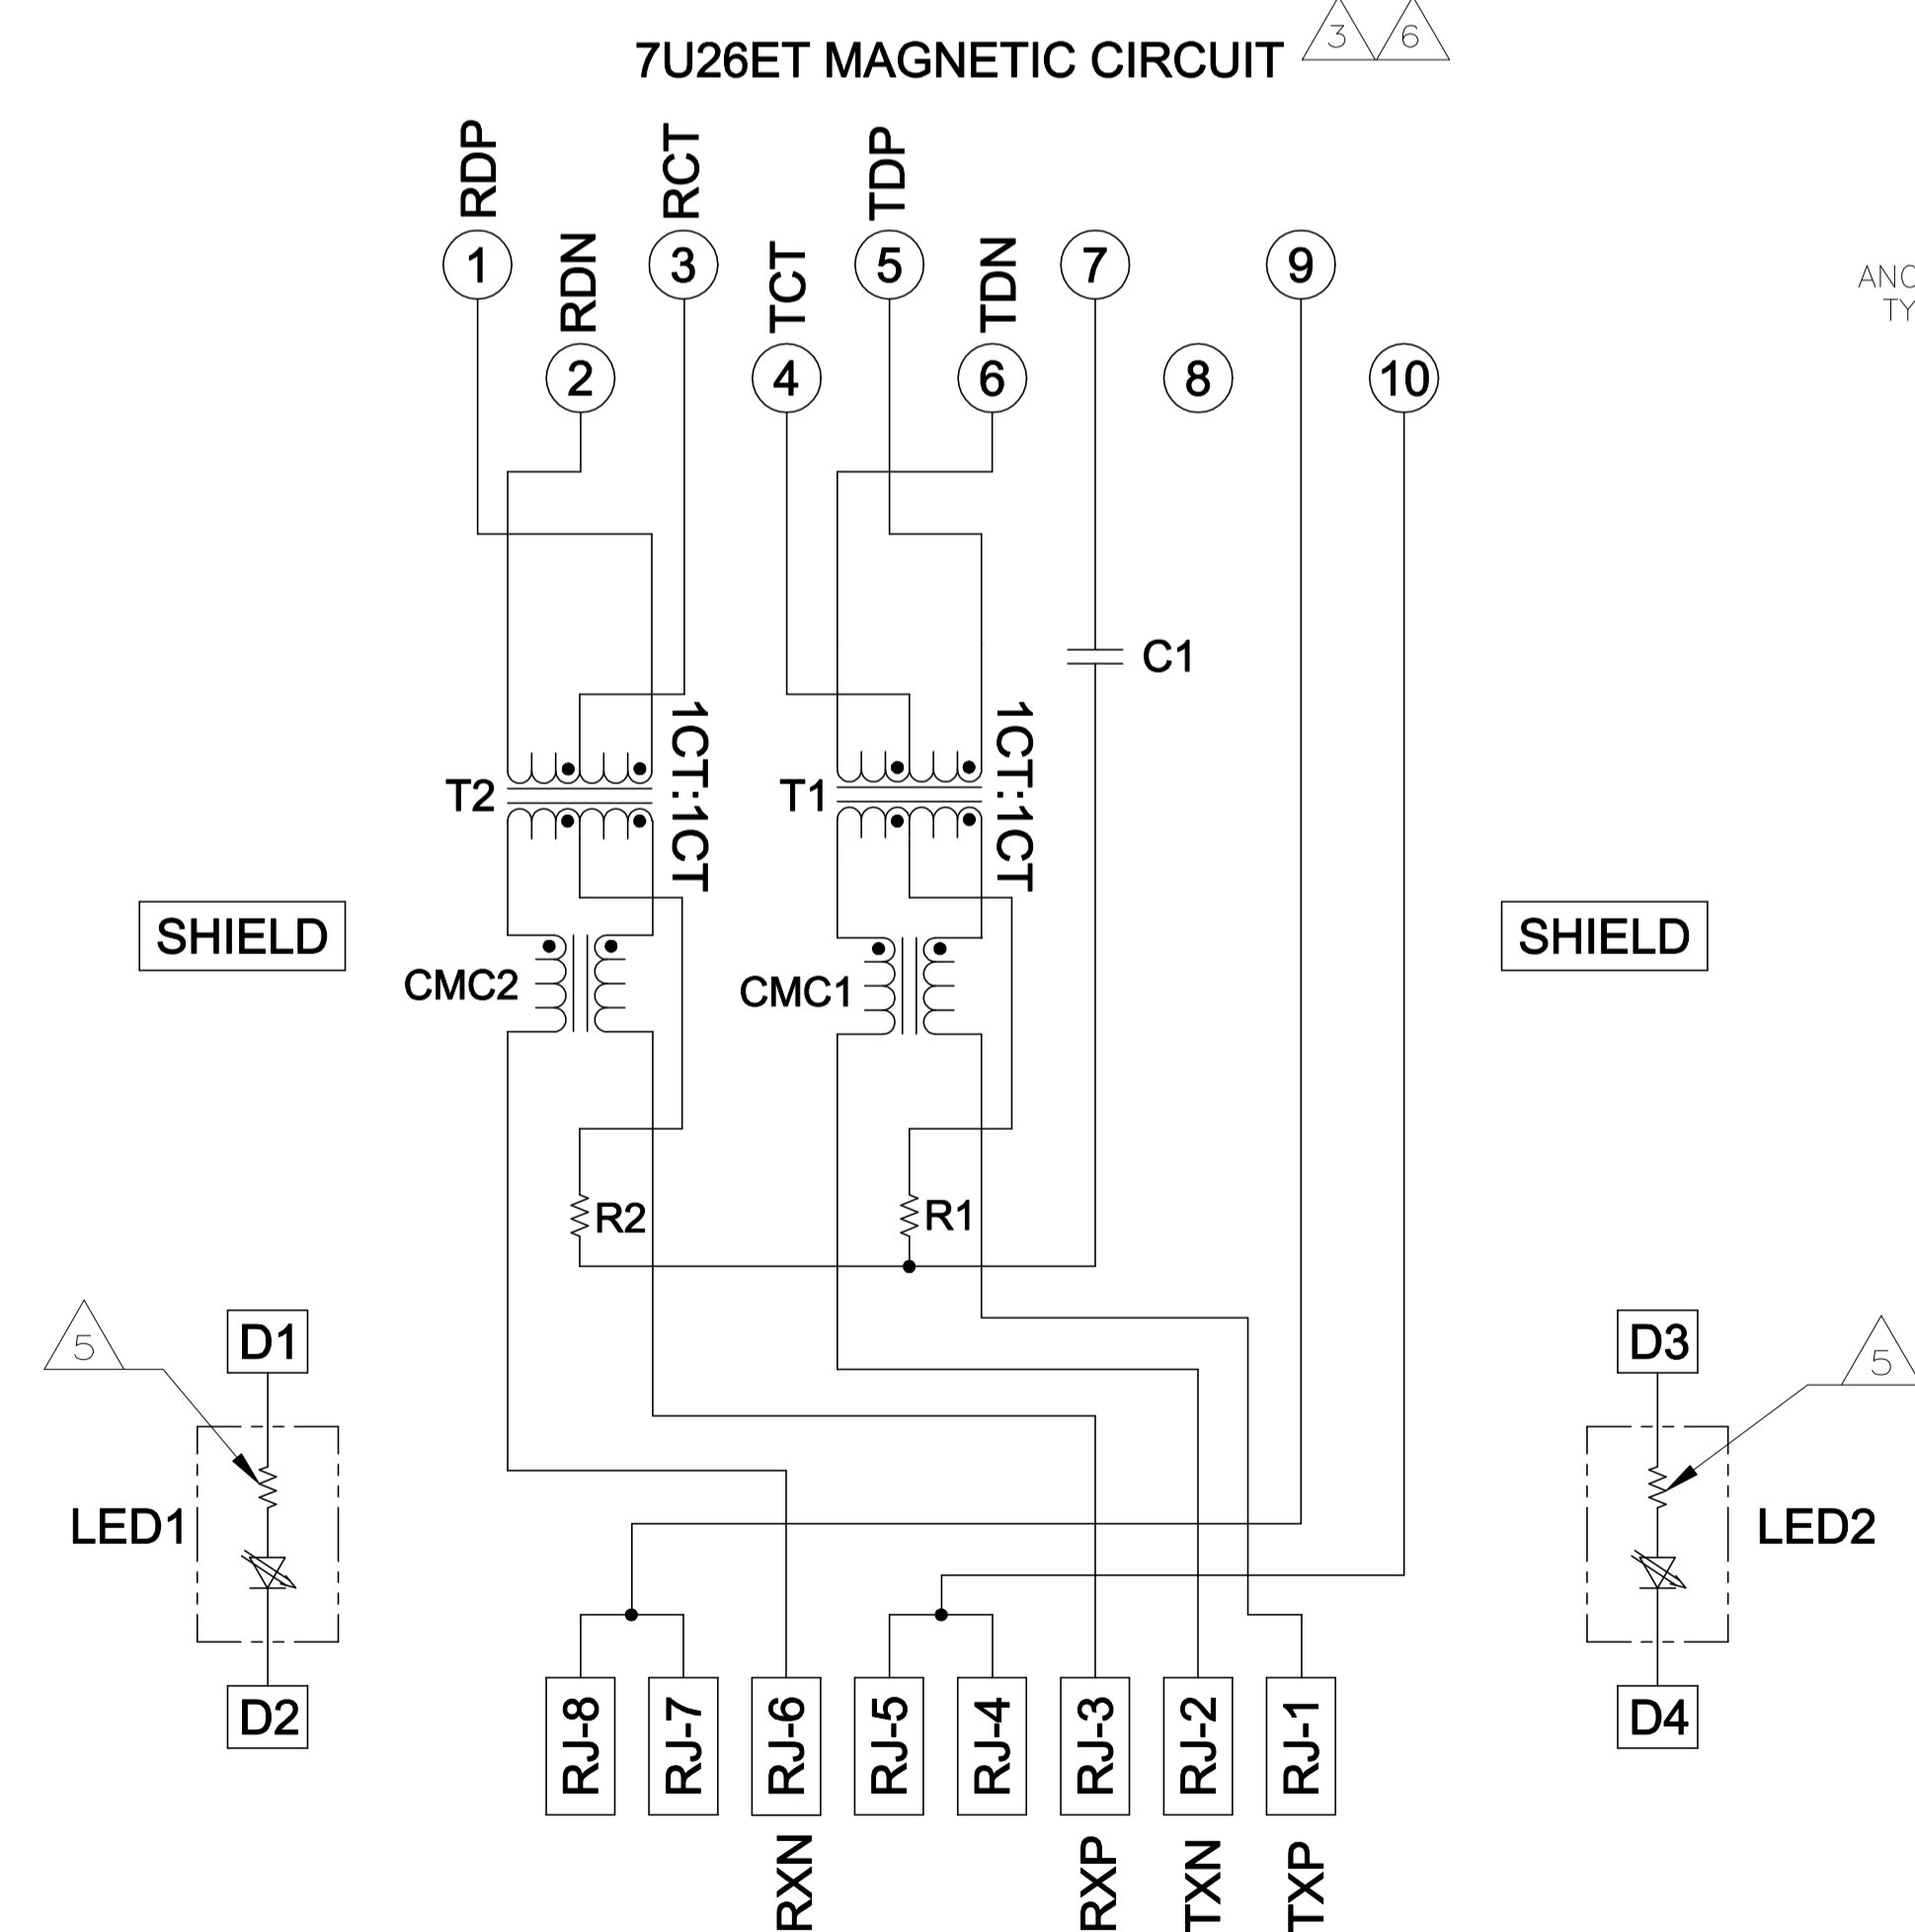 7U26ET MAGNETIC CIRCUIT
3
6
RDP
RCT
TDP
1
RDN
3
TCT
5
TDN
7
9
2
4
6
8
10
C1
1CT:1CT
1CT:1CT
T2
T1
SHIELD
SHIELD
CMC2
CMC1
R2
R1
5
D1
D3
5
LED1
LED2
D2
D4
RJ-8
RJ-7
RJ-6
RJ-5
RJ-4
RJ-3
RJ-2
RJ-1
RXN
RXP
TXN
TXP